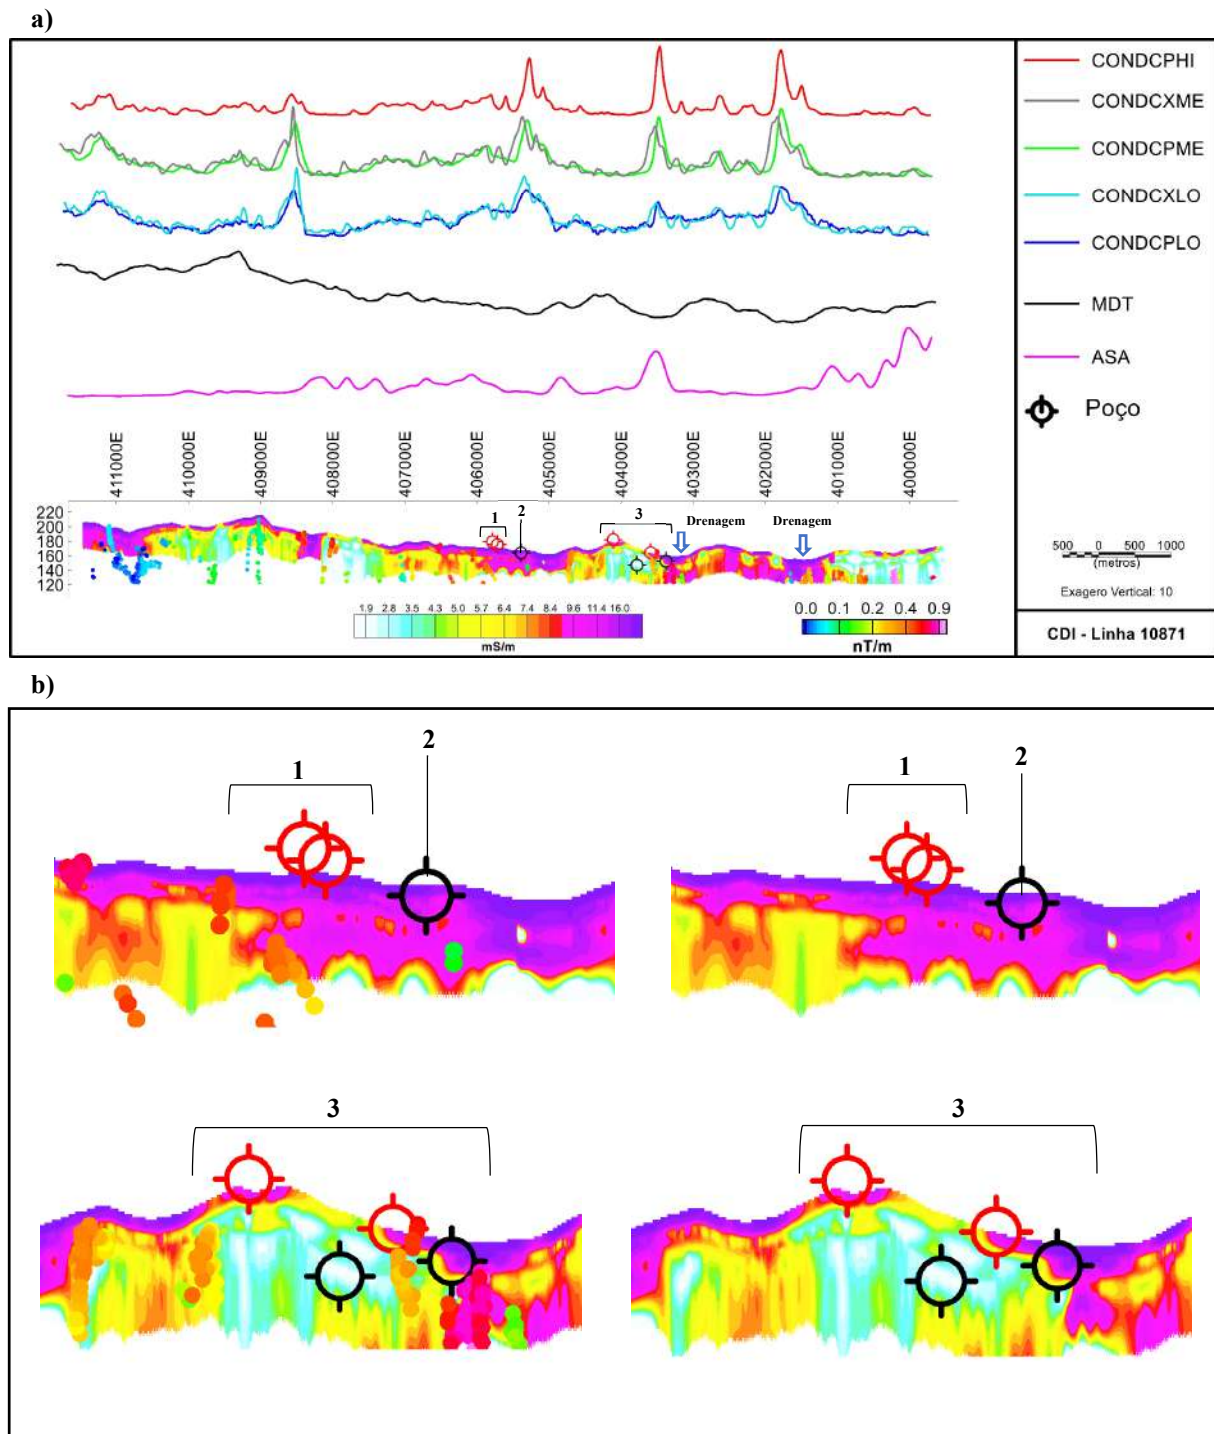 a)
CONDCPHI
CONDCXME
CONDCPME
CONDCXLO
CONDCPLO
MDT
ASA
Poço
411000E
410000E
409000E
408000E
407000E
406000E
405000E
404000E
403000E
402000E
401000E
400000E
220
200
180
160
140
120
1
2
3
Drenagem
Drenagem
1.9 2.8 3.5 4.3 5.0 5.7 6.4 7.4 8.4 9.6 11.4 16.0
mS/m
0.0 0.1 0.2 0.4 0.9
nT/m
500 0 500 1000
(metros)
Exagero Vertical: 10
CDI - Linha 10871
b)
1
2
1
2
3
3